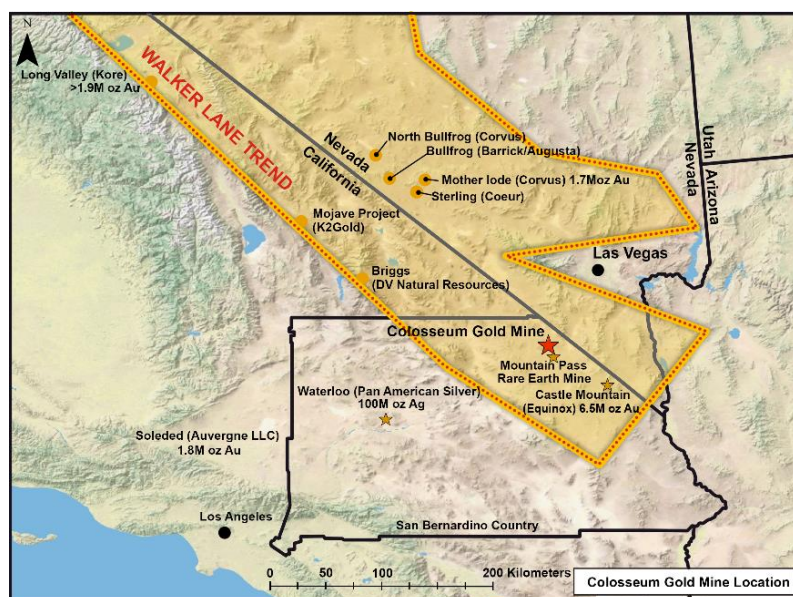 N
Long Valley (Kore)
>1.9M oz Au
WALKER LANE TREND
Nevada
California
North Bullfrog (Corvus)
Bullfrog (Barrick/Augusta)
Mother lode (Corvus) 1.7Moz Au
Sterling (Coeur)
Utah
Nevada
Arizona
Mojave Project
(K2Gold)
Las Vegas
Briggs
(DV Natural Resources)
Colosseum Gold Mine
Mountain Pass
Rare Earth Mine
Waterloo (Pan American Silver)
100M oz Ag
Castle Mountain
(Equinox) 6.5M oz Au
Soleded (Auvergne LLC)
1.8M oz Au
Los Angeles
San Bernardino Country
0 25 50 100 150 200 Kilometers
Colosseum Gold Mine Location